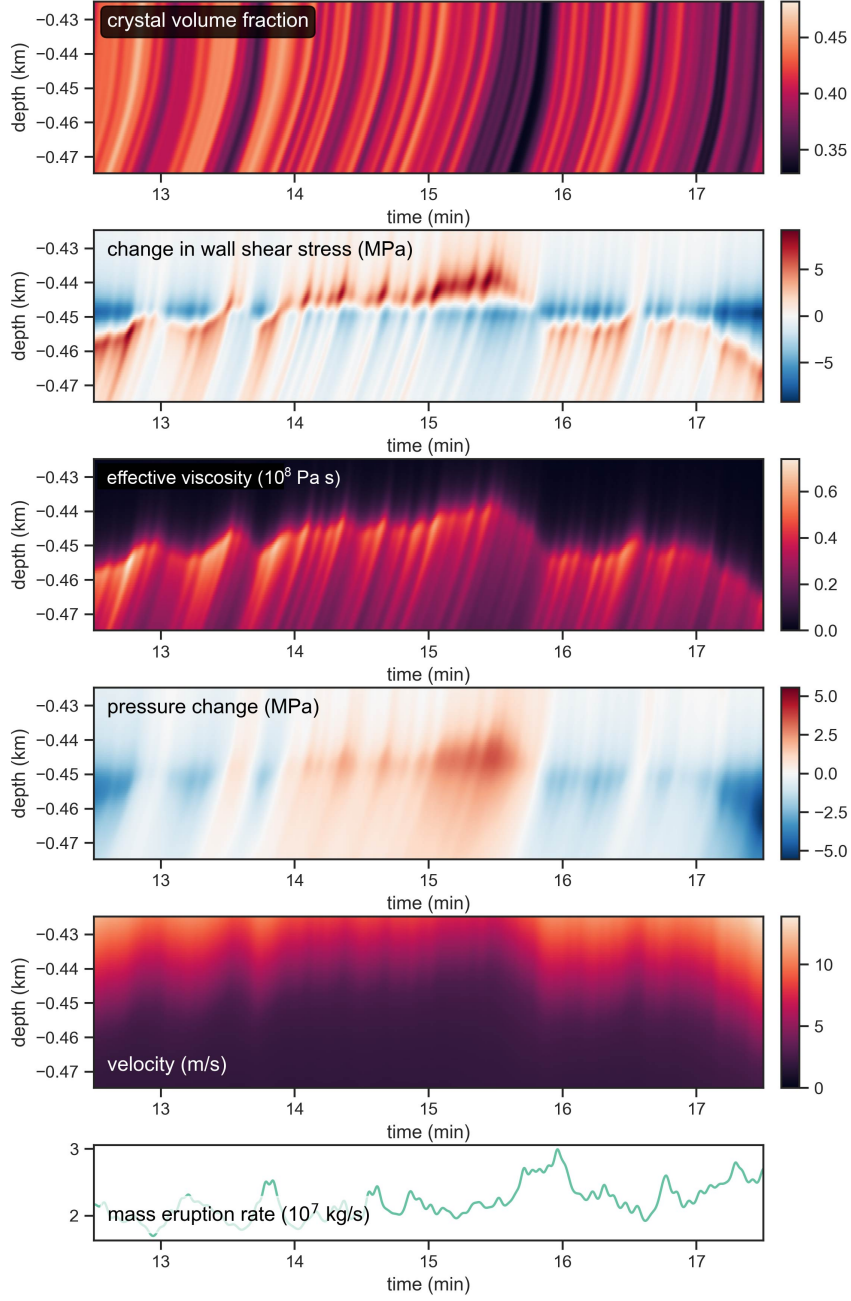 crystal volume fraction
depth (km)
−0.43
−0.44
−0.45
−0.46
−0.47
13 14 15 16 17
time (min)
0.45
0.40
0.35
change in wall shear stress (MPa)
depth (km)
−0.43
−0.44
−0.45
−0.46
−0.47
13 14 15 16 17
time (min)
5
0
−5
effective viscosity (10⁸ Pa s)
depth (km)
−0.43
−0.44
−0.45
−0.46
−0.47
13 14 15 16 17
time (min)
0.6
0.4
0.2
0.0
pressure change (MPa)
depth (km)
−0.43
−0.44
−0.45
−0.46
−0.47
13 14 15 16 17
time (min)
5.0
2.5
0.0
−2.5
−5.0
velocity (m/s)
depth (km)
−0.43
−0.44
−0.45
−0.46
−0.47
13 14 15 16 17
time (min)
10
5
0
mass eruption rate (10⁷ kg/s)
3
2
13 14 15 16 17
time (min)